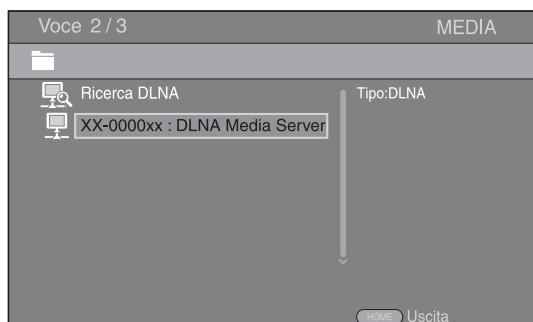 Voce 2 / 3 MEDIA
Ricerca DLNA Tipo:DLNA
XX-0000xx : DLNA Media Server
HOME Uscita